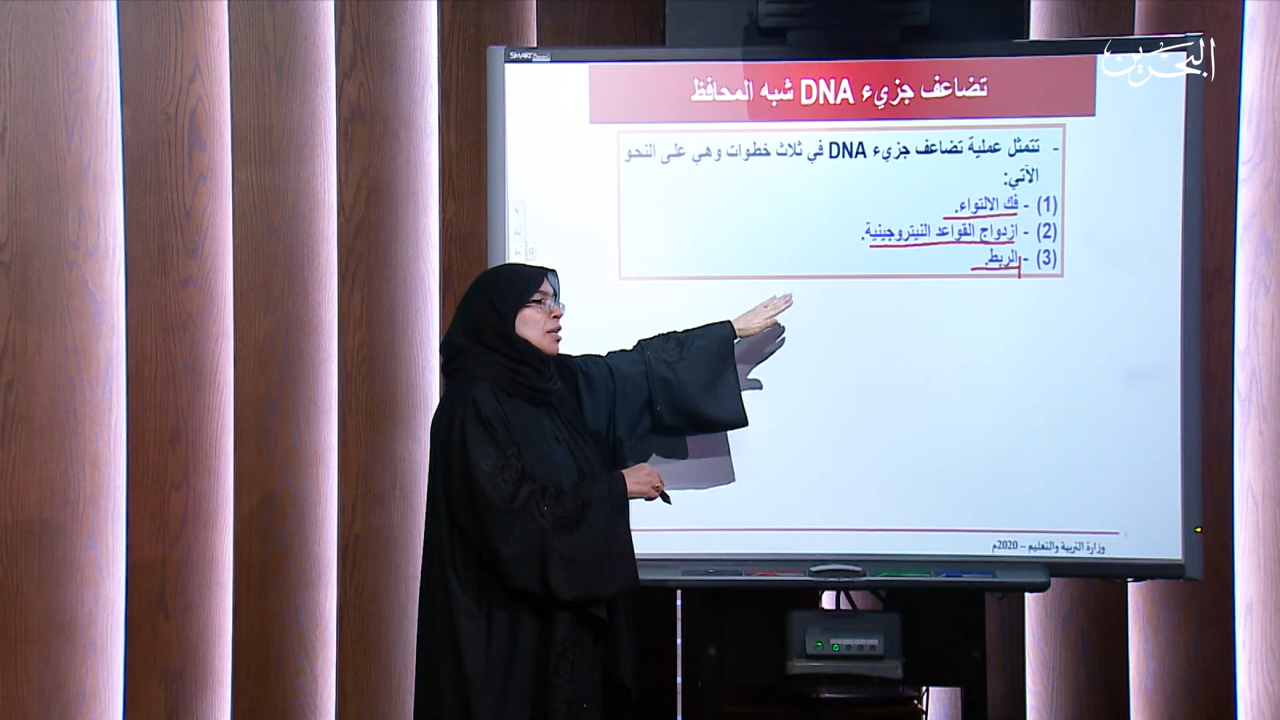 البحرين
SMART
تضاعف جزيء DNA شبه المحافظ
- تتمثل عملية تضاعف جزيء DNA في ثلاث خطوات وهي على النحو
الآتي:
(1) - فك الالتواء.
(2) - ازدواج القواعد النيتروجينية.
(3) - الربط.
وزارة التربية والتعليم – 2020م